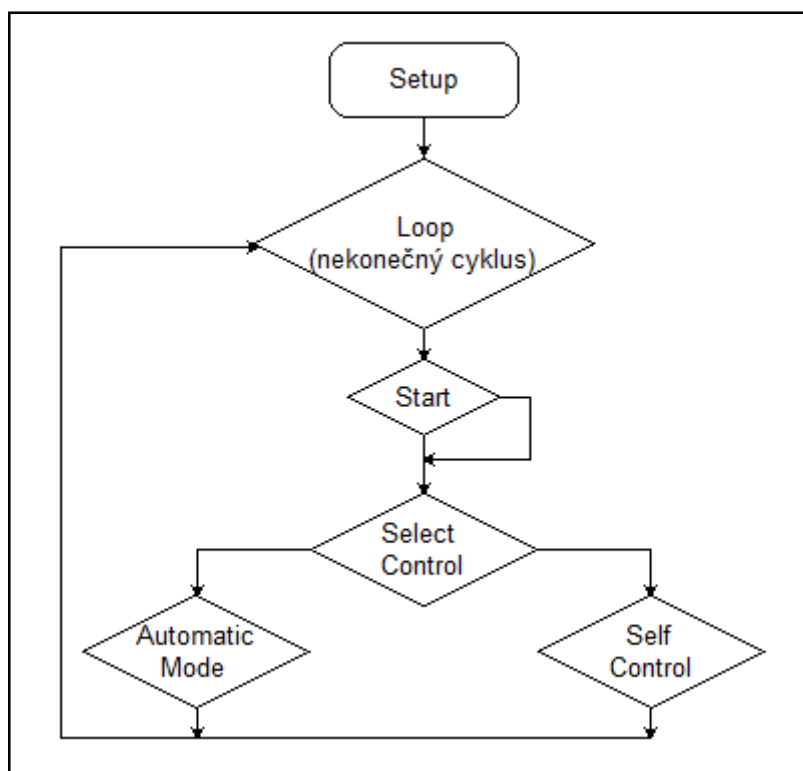 Setup
Loop
(nekonečný cyklus)
Start
Select
Control
Automatic
Mode
Self
Control